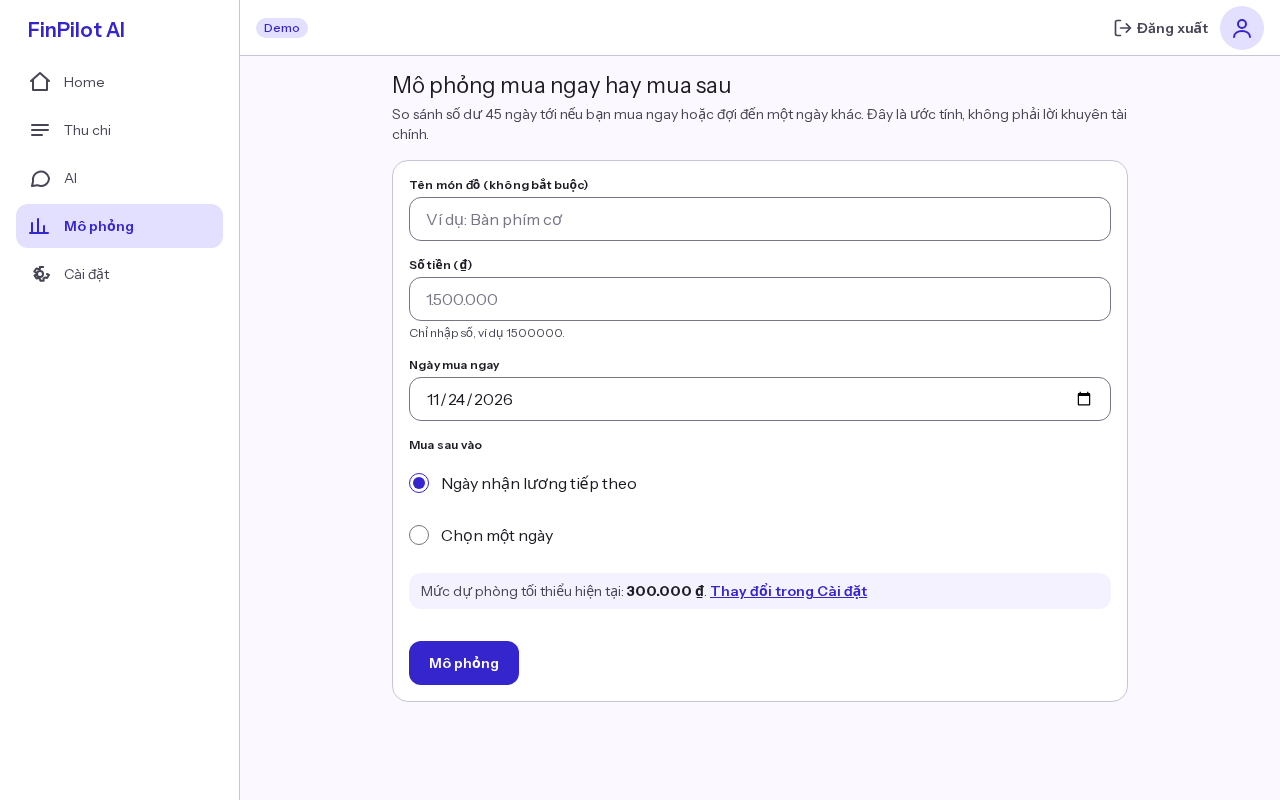 FinPilot AI
Home
Thu chi
AI
Mô phỏng
Cài đặt
Demo
Đăng xuất
Mô phỏng mua ngay hay mua sau
So sánh số dư 45 ngày tới nếu bạn mua ngay hoặc đợi đến một ngày khác. Đây là ước tính, không phải lời khuyên tài
chính.
Tên món đồ (không bắt buộc)
Ví dụ: Bàn phím cơ
Số tiền (₫)
1.500.000
Chỉ nhập số, ví dụ 1500000.
Ngày mua ngay
11/24/2026
Mua sau vào
Ngày nhận lương tiếp theo
Chọn một ngày
Mức dự phòng tối thiểu hiện tại: 300.000 ₫. Thay đổi trong Cài đặt
Mô phỏng